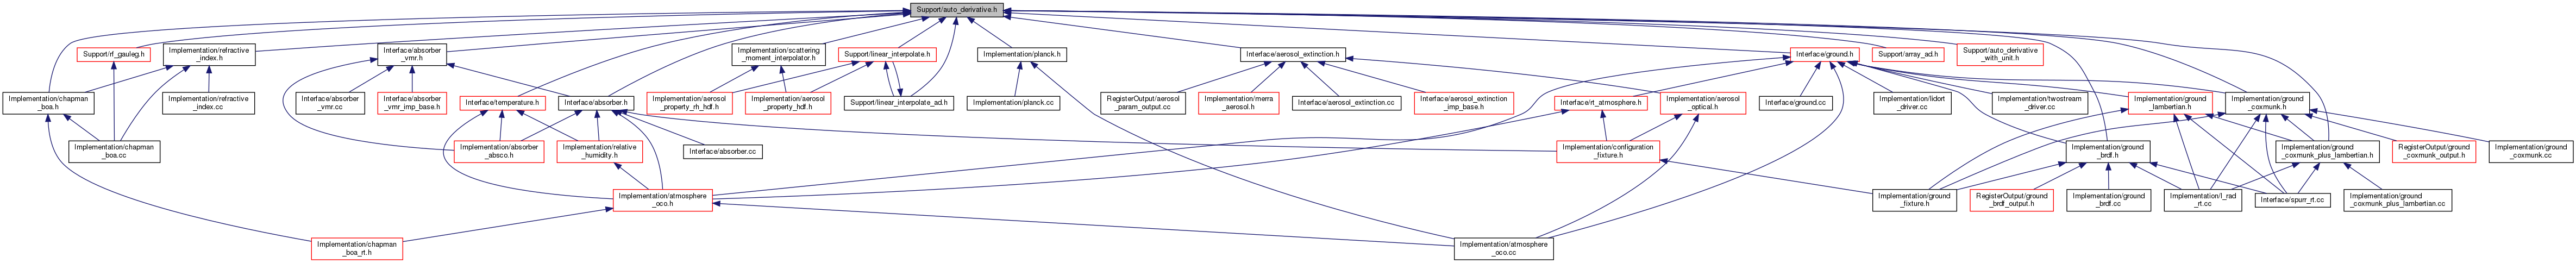 Support/auto_derivative.h
Support/rf_gauleg.h
Implementation/refractive
_index.h
Interface/absorber
_vmr.h
Implementation/scattering
_moment_interpolator.h
Support/linear_interpolate.h
Implementation/planck.h
Interface/aerosol_extinction.h
Interface/ground.h
Support/array_ad.h
Support/auto_derivative
_with_unit.h
Implementation/chapman
_boa.h
Implementation/refractive
_index.cc
Interface/absorber
_vmr.cc
Interface/absorber
_vmr_imp_base.h
Interface/temperature.h
Interface/absorber.h
Implementation/aerosol
_property_rh_hdf.h
Implementation/aerosol
_property_hdf.h
Support/linear_interpolate_ad.h
Implementation/planck.cc
RegisterOutput/aerosol
_param_output.cc
Implementation/merra
_aerosol.h
Interface/aerosol_extinction.cc
Interface/aerosol_extinction
_imp_base.h
Interface/rt_atmosphere.h
Implementation/aerosol
_optical.h
Interface/ground.cc
Implementation/lidort
_driver.cc
Implementation/twostream
_driver.cc
Implementation/ground
_lambertian.h
Implementation/ground
_coxmunk.h
Implementation/chapman
_boa.cc
Implementation/absorber
_absco.h
Implementation/relative
_humidity.h
Interface/absorber.cc
Implementation/configuration
_fixture.h
Implementation/ground
_brdf.h
Implementation/ground
_coxmunk_plus_lambertian.h
RegisterOutput/ground
_coxmunk_output.h
Implementation/ground
_coxmunk.cc
Implementation/atmosphere
_oco.h
Implementation/ground
_fixture.h
RegisterOutput/ground
_brdf_output.h
Implementation/ground
_brdf.cc
Implementation/l_rad
_rt.cc
Interface/spurr_rt.cc
Implementation/ground
_coxmunk_plus_lambertian.cc
Implementation/chapman
_boa_rt.h
Implementation/atmosphere
_oco.cc